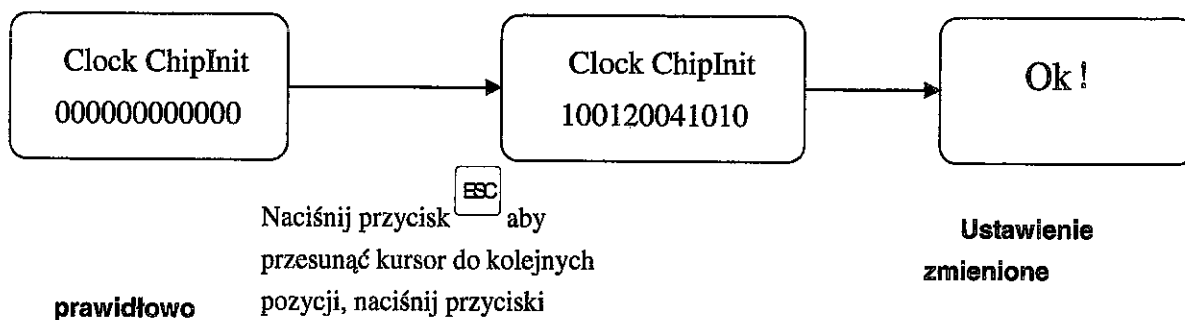 Clock ChipInit
000000000000
Clock ChipInit
100120041010
Ok !
Naciśnij przycisk ESC aby
przesunąć kursor do kolejnych
pozycji, naciśnij przyciski
prawidłowo
Ustawienie
zmienione